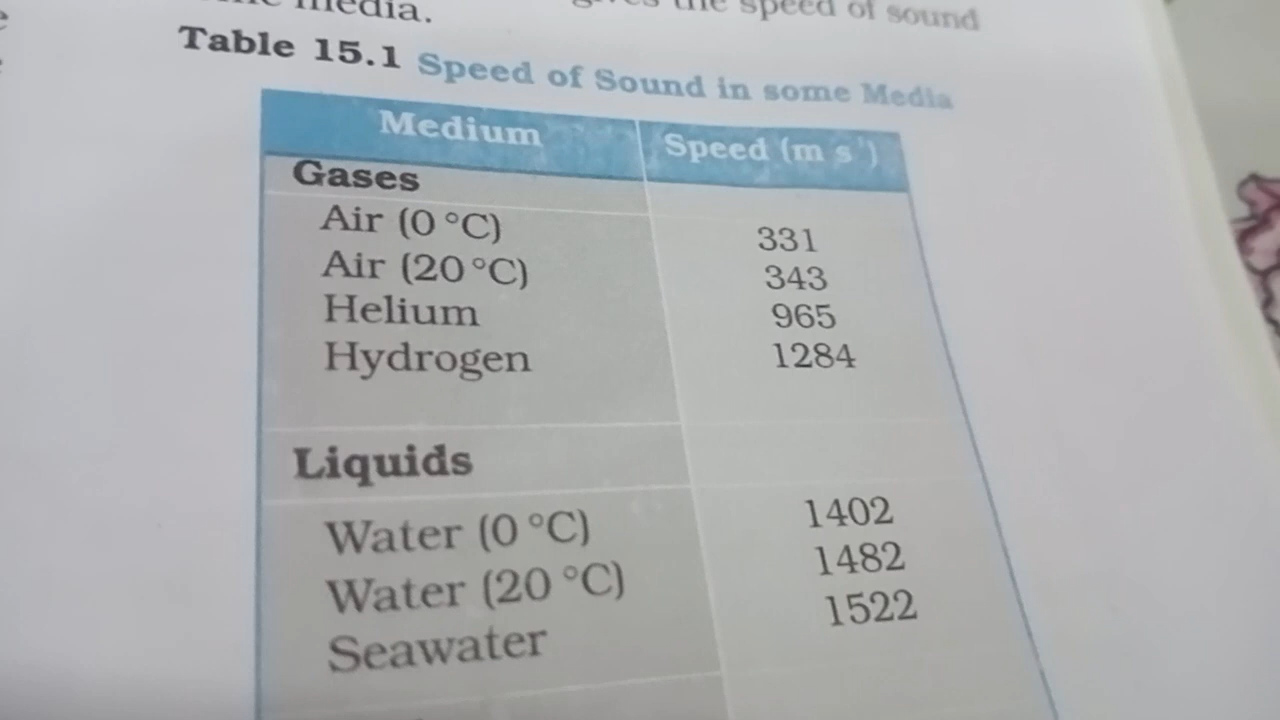 media.
the speed of sound
Table 15.1 Speed of Sound in some Media
Medium Speed (m s⁻¹)
Gases
Air (0 °C) 331
Air (20 °C) 343
Helium 965
Hydrogen 1284
Liquids
Water (0 °C) 1402
Water (20 °C) 1482
Seawater 1522